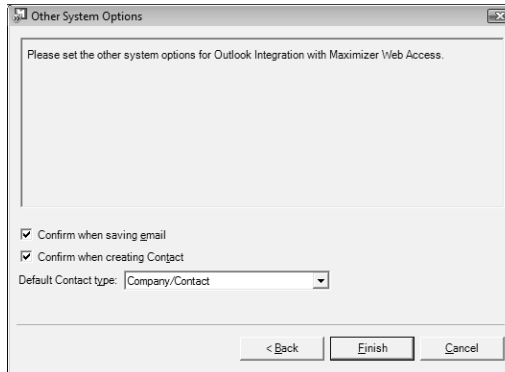 Other System Options
Please set the other system options for Outlook Integration with Maximizer Web Access.
Confirm when saving email
Confirm when creating Contact
Default Contact type: Company/Contact
< Back Finish Cancel